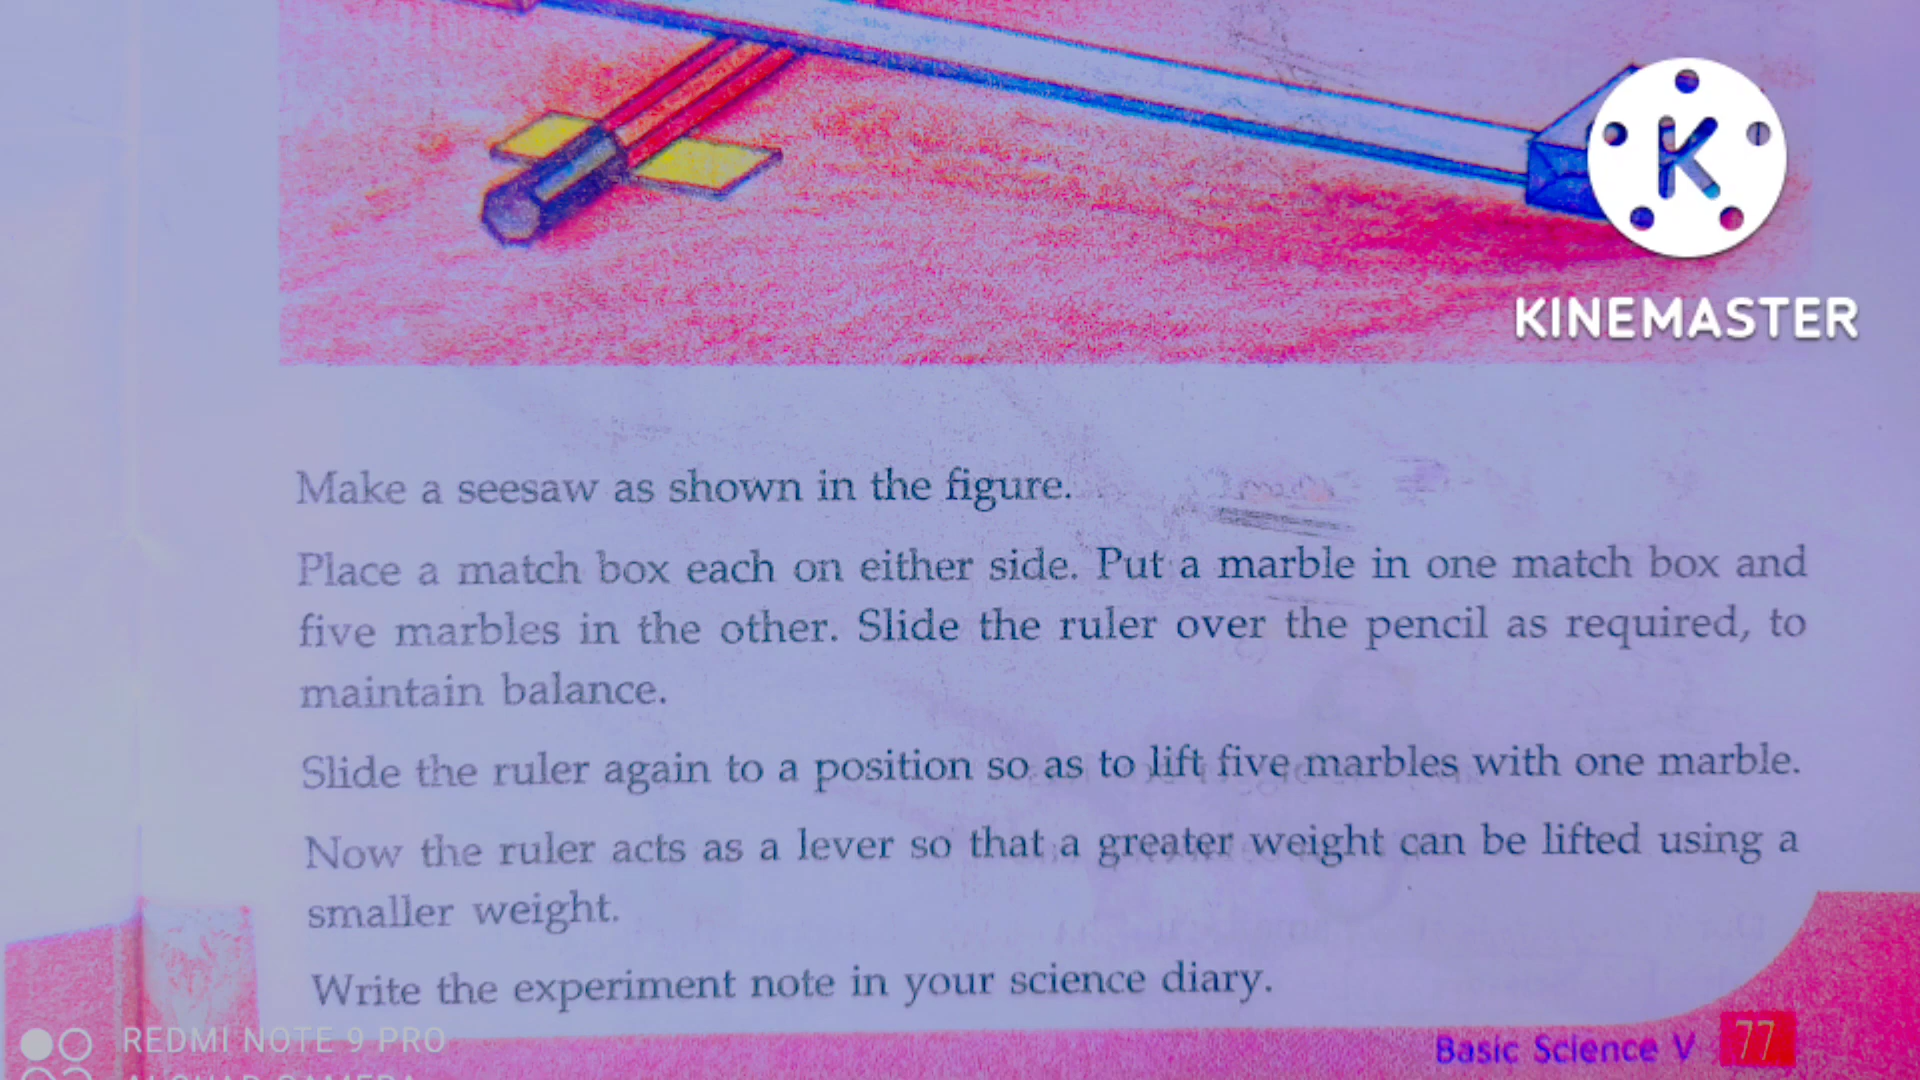 K
KINEMASTER
Make a seesaw as shown in the figure.
Place a match box each on either side. Put a marble in one match box and
five marbles in the other. Slide the ruler over the pencil as required, to
maintain balance.
Slide the ruler again to a position so as to lift five marbles with one marble.
Now the ruler acts as a lever so that a greater weight can be lifted using a
smaller weight.
Write the experiment note in your science diary.
Basic Science V 77
REDMI NOTE 9 PRO